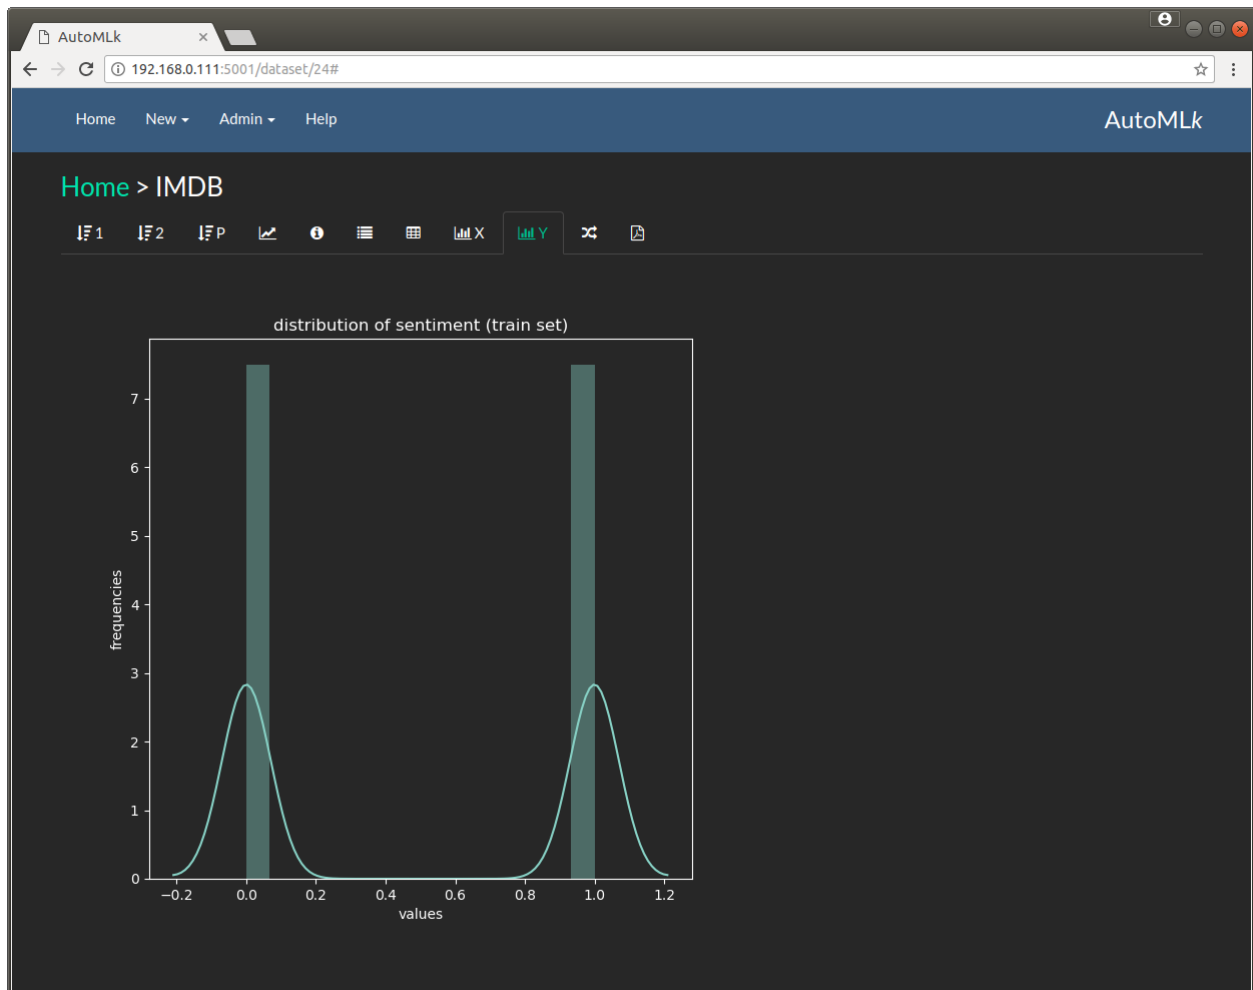 AutoMLk
192.168.0.111:5001/dataset/24#
Home New Admin Help AutoMLk
Home > IMDB
1 2 P X Y
distribution of sentiment (train set)
7
6
5
4
3
2
1
0
frequencies
−0.2 0.0 0.2 0.4 0.6 0.8 1.0 1.2
values